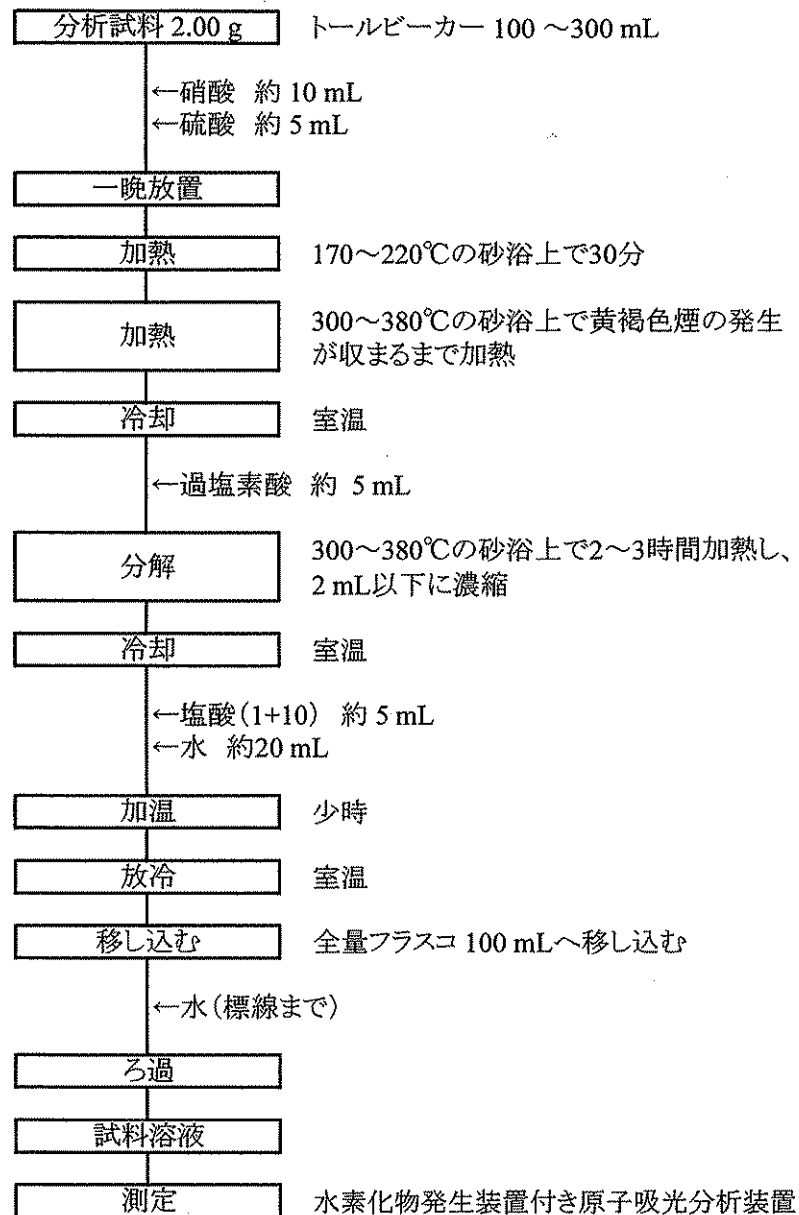 分析試料 2.00 g トールビーカー 100 ～300 mL
←硝酸 約 10 mL
←硫酸 約 5 mL
一晩放置
加熱 170～220℃の砂浴上で30分
加熱 300～380℃の砂浴上で黄褐色煙の発生
が収まるまで加熱
冷却 室温
←過塩素酸 約 5 mL
分解 300～380℃の砂浴上で2～3時間加熱し、
2 mL以下に濃縮
冷却 室温
←塩酸（1+10） 約 5 mL
←水 約20 mL
加温 少時
放冷 室温
移し込む 全量フラスコ 100 mLへ移し込む
←水（標線まで）
ろ過
試料溶液
測定 水素化物発生装置付き原子吸光分析装置